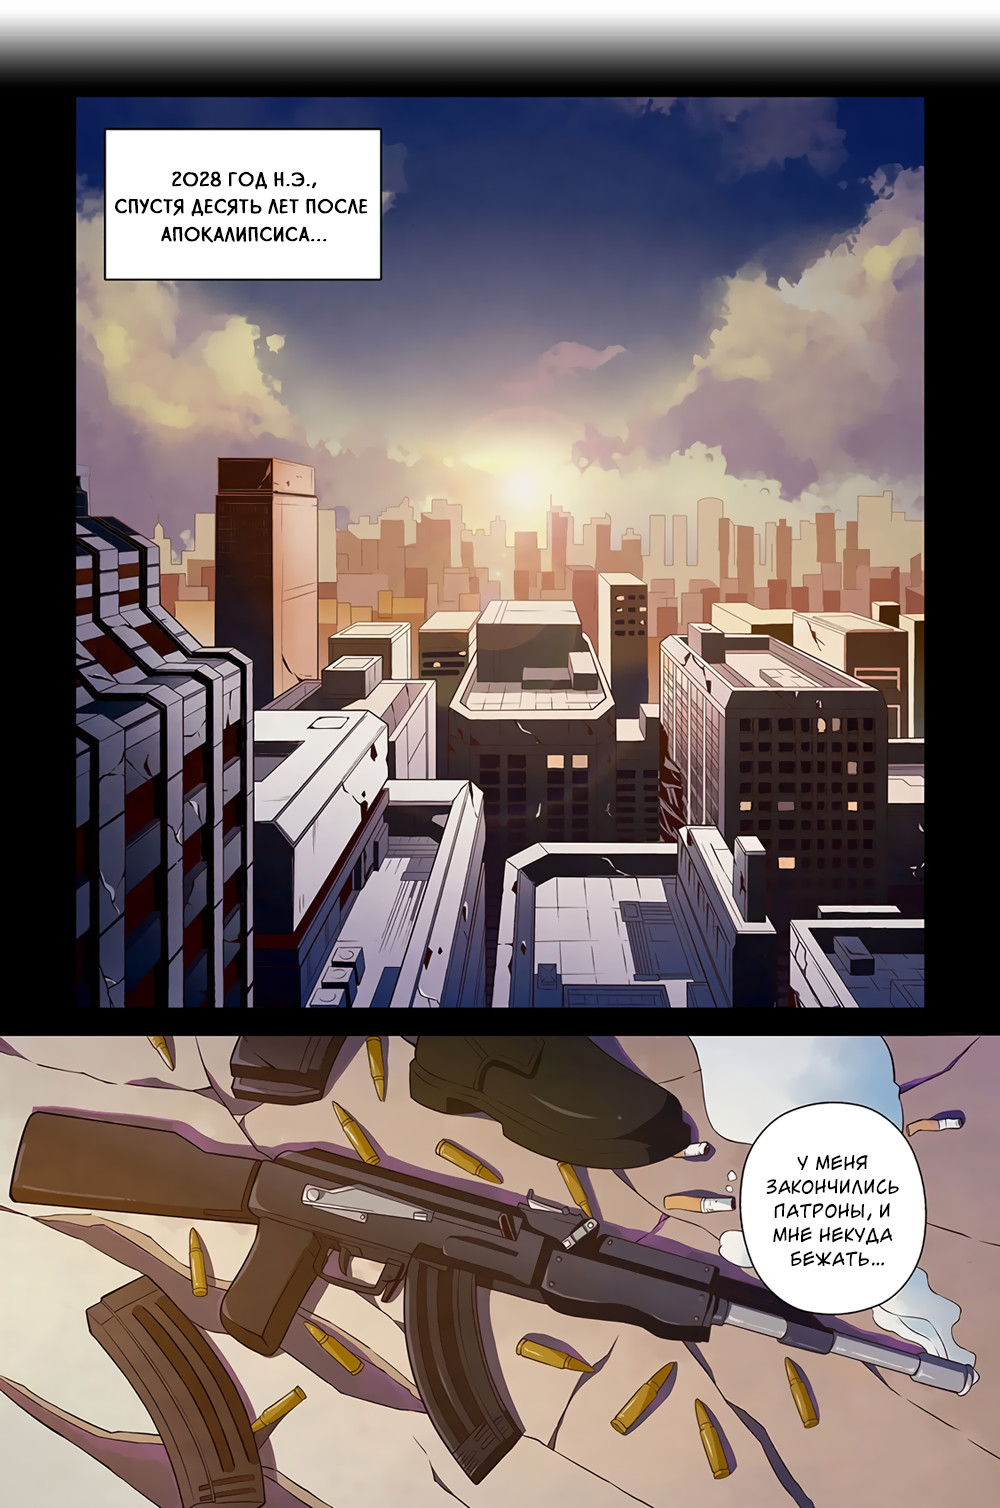 2028 ГОД Н.Э.,
СПУСТЯ ДЕСЯТЬ ЛЕТ ПОСЛЕ
АПОКАЛИПСИСА...
У МЕНЯ
ЗАКОНЧИЛИСЬ
ПАТРОНЫ, И
МНЕ НЕКУДА
БЕЖАТЬ...